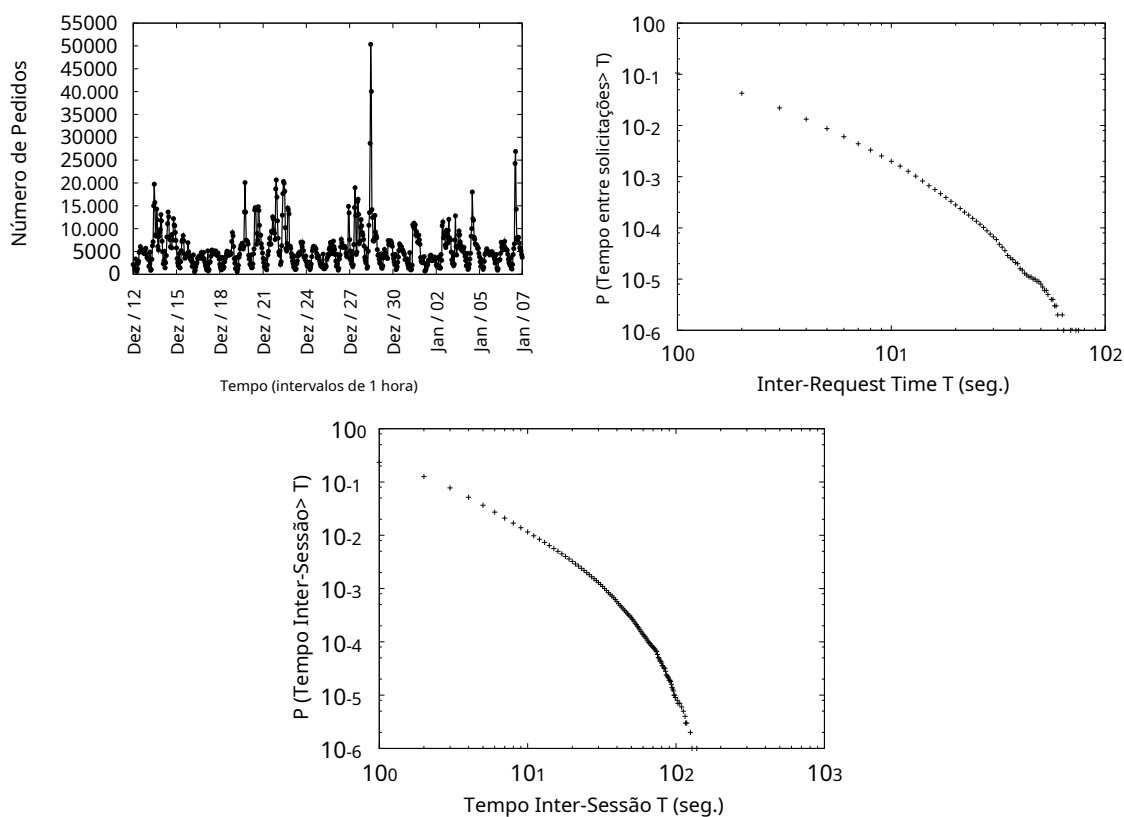 Número de Pedidos
55000
50000
45000
40000
35000
30000
25000
20.000
15.000
10.000
5000
0
Dez / 12
Dez / 15
Dez / 18
Dez / 21
Dez / 24
Dez / 27
Dez / 30
Jan / 02
Jan / 05
Jan / 07
Tempo (intervalos de 1 hora)
P (Tempo entre solicitações> T)
100
10-1
10-2
10-3
10-4
10-5
10-6
100
101
102
Inter-Request Time T (seg.)
P (Tempo Inter-Sessão> T)
100
10-1
10-2
10-3
10-4
10-5
10-6
100
101
102
103
Tempo Inter-Sessão T (seg.)